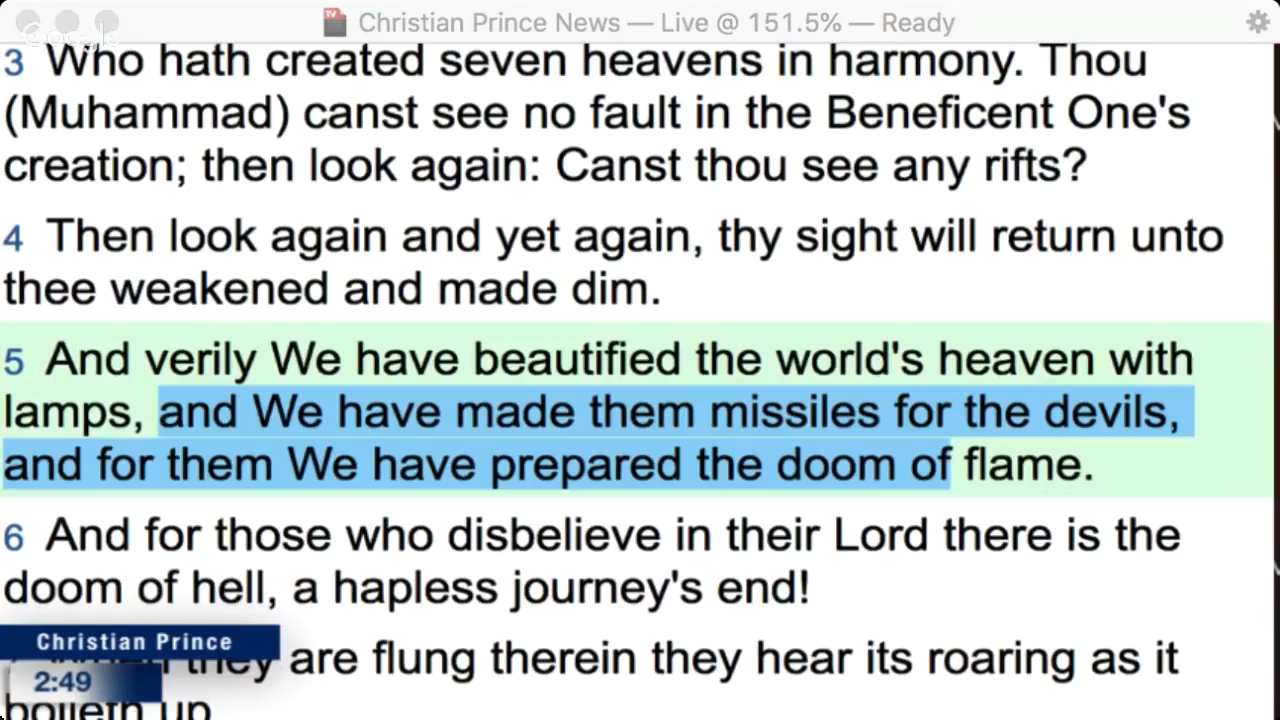 Christian Prince News — Live @ 151.5% — Ready
Google
3 Who hath created seven heavens in harmony. Thou
(Muhammad) canst see no fault in the Beneficent One's
creation; then look again: Canst thou see any rifts?
4 Then look again and yet again, thy sight will return unto
thee weakened and made dim.
5 And verily We have beautified the world's heaven with
lamps, and We have made them missiles for the devils,
and for them We have prepared the doom of flame.
6 And for those who disbelieve in their Lord there is the
doom of hell, a hapless journey's end!
Christian Prince
they are flung therein they hear its roaring as it
2:49
boileth up